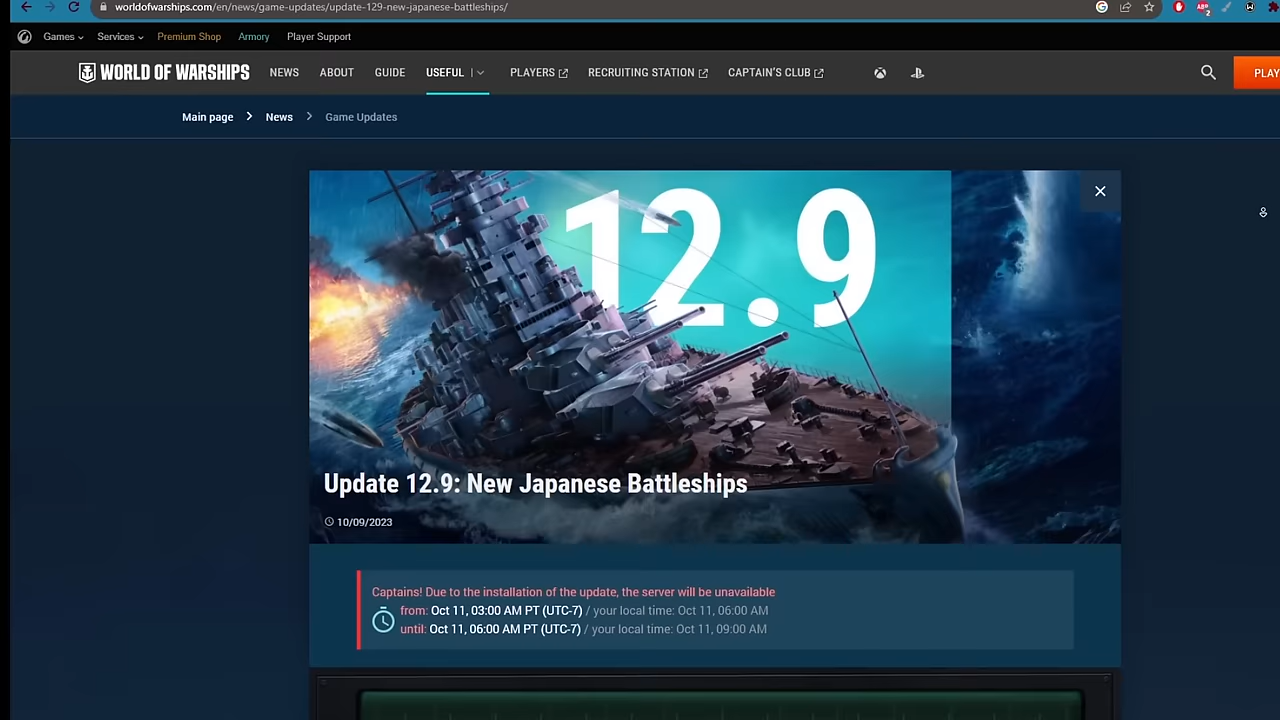 worldofwarships.com/en/news/game-updates/update-129-new-japanese-battleships/
2
Games Services Premium Shop Armory Player Support
WORLD OF WARSHIPS NEWS ABOUT GUIDE USEFUL PLAYERS RECRUITING STATION CAPTAIN'S CLUB PLAY
Main page News Game Updates
12.9
Update 12.9: New Japanese Battleships
10/09/2023
Captains! Due to the installation of the update, the server will be unavailable
from: Oct 11, 03:00 AM PT (UTC-7) / your local time: Oct 11, 06:00 AM
until: Oct 11, 06:00 AM PT (UTC-7) / your local time: Oct 11, 09:00 AM